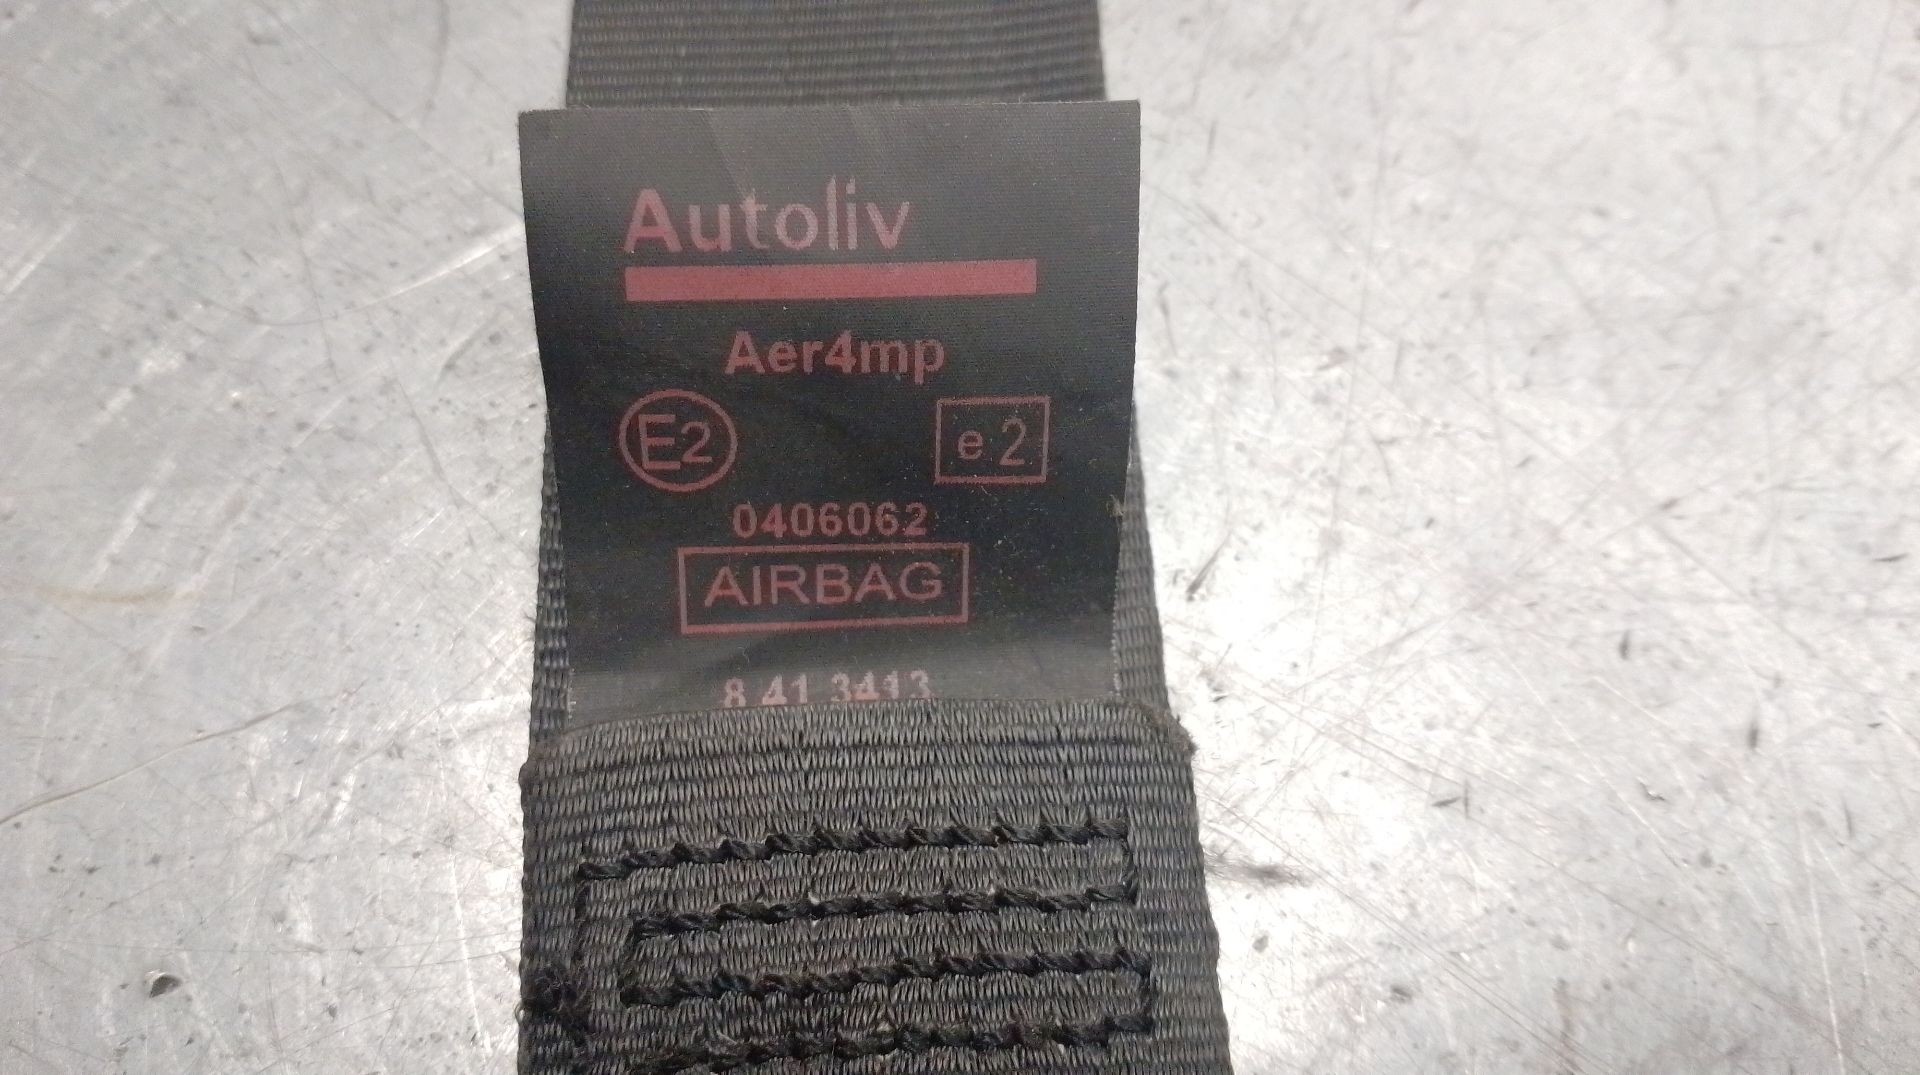 Autoliv
Aer4mp
E2 e2
0406062
AIRBAG
8 41 3413